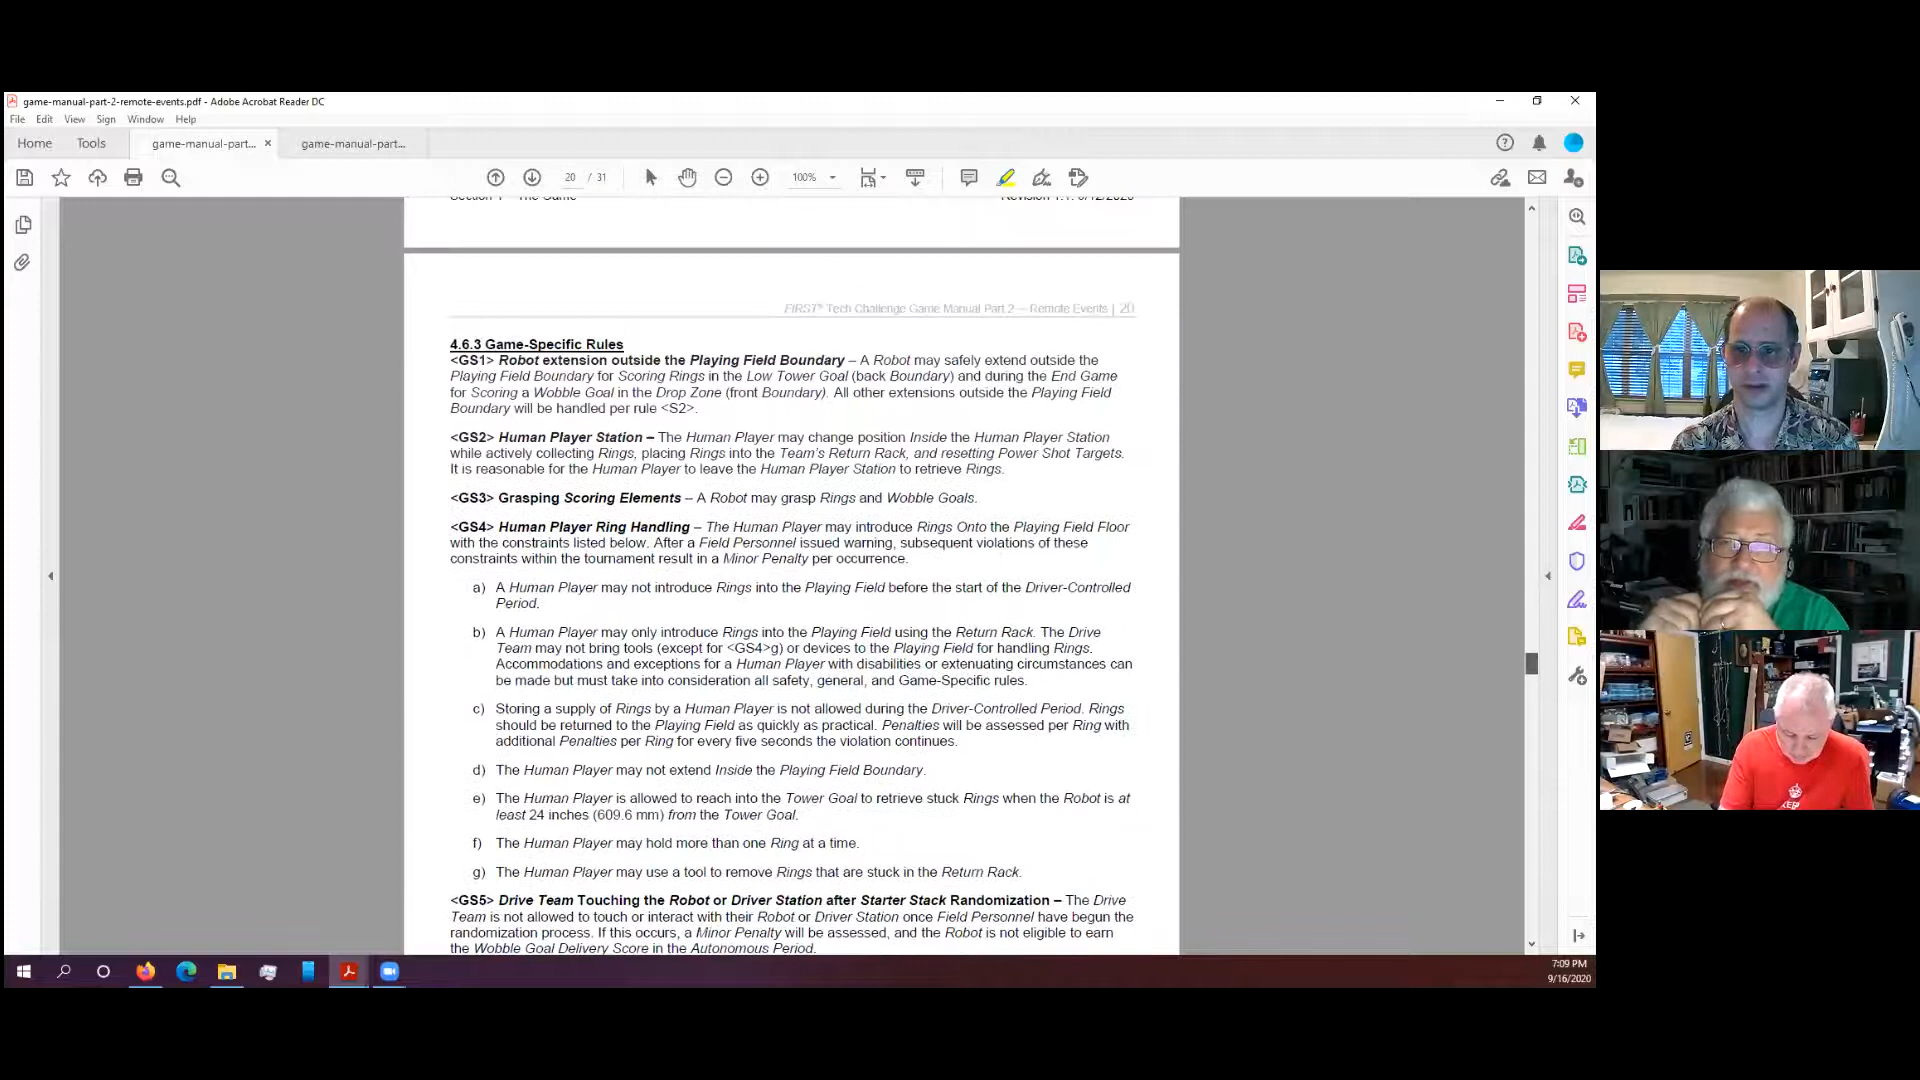 game-manual-part-2-remote-events.pdf - Adobe Acrobat Reader DC
File Edit View Sign Window Help
Home Tools game-manual-part... × game-manual-part...
20 / 31 100%
Section 1 – The Game Revision 1.1: 9/12/2020
FIRST® Tech Challenge Game Manual Part 2 – Remote Events | 20
4.6.3 Game-Specific Rules
<GS1> Robot extension outside the Playing Field Boundary – A Robot may safely extend outside the
Playing Field Boundary for Scoring Rings in the Low Tower Goal (back Boundary) and during the End Game
for Scoring a Wobble Goal in the Drop Zone (front Boundary). All other extensions outside the Playing Field
Boundary will be handled per rule <S2>.
<GS2> Human Player Station – The Human Player may change position Inside the Human Player Station
while actively collecting Rings, placing Rings into the Team's Return Rack, and resetting Power Shot Targets.
It is reasonable for the Human Player to leave the Human Player Station to retrieve Rings.
<GS3> Grasping Scoring Elements – A Robot may grasp Rings and Wobble Goals.
<GS4> Human Player Ring Handling – The Human Player may introduce Rings Onto the Playing Field Floor
with the constraints listed below. After a Field Personnel issued warning, subsequent violations of these
constraints within the tournament result in a Minor Penalty per occurrence.
a) A Human Player may not introduce Rings into the Playing Field before the start of the Driver-Controlled
Period.
b) A Human Player may only introduce Rings into the Playing Field using the Return Rack. The Drive
Team may not bring tools (except for <GS4>g) or devices to the Playing Field for handling Rings.
Accommodations and exceptions for a Human Player with disabilities or extenuating circumstances can
be made but must take into consideration all safety, general, and Game-Specific rules.
c) Storing a supply of Rings by a Human Player is not allowed during the Driver-Controlled Period. Rings
should be returned to the Playing Field as quickly as practical. Penalties will be assessed per Ring with
additional Penalties per Ring for every five seconds the violation continues.
d) The Human Player may not extend Inside the Playing Field Boundary.
e) The Human Player is allowed to reach into the Tower Goal to retrieve stuck Rings when the Robot is at
least 24 inches (609.6 mm) from the Tower Goal.
f) The Human Player may hold more than one Ring at a time.
g) The Human Player may use a tool to remove Rings that are stuck in the Return Rack.
<GS5> Drive Team Touching the Robot or Driver Station after Starter Stack Randomization – The Drive
Team is not allowed to touch or interact with their Robot or Driver Station once Field Personnel have begun the
randomization process. If this occurs, a Minor Penalty will be assessed, and the Robot is not eligible to earn
the Wobble Goal Delivery Score in the Autonomous Period.
7:09 PM
9/16/2020
KEEP